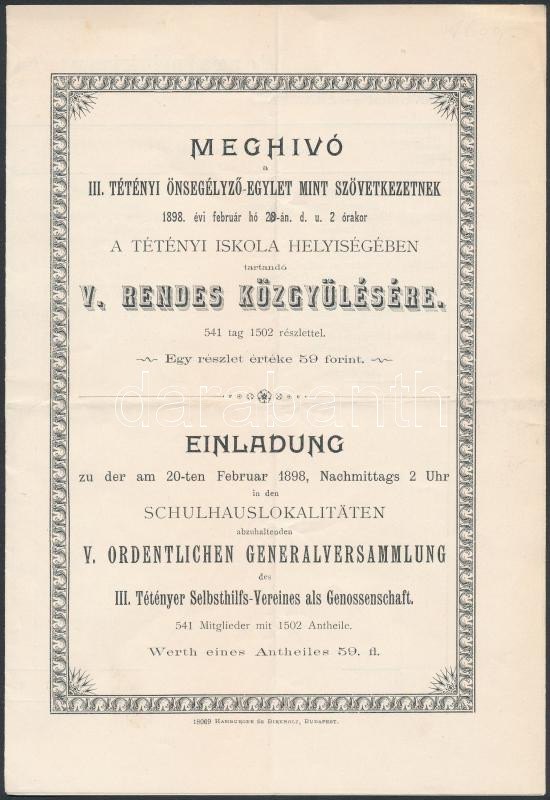 MEGHIVÓ
a
III. TÉTÉNYI ÖNSEGÉLYZŐ-EGYLET MINT SZÖVETKEZETNEK
1898. évi február hó 20-án. d. u. 2 órakor
A TÉTÉNYI ISKOLA HELYISÉGÉBEN
tartandó
V. RENDES KÖZGYÜLÉSÉRE.
541 tag 1502 részlettel.
Egy részlet értéke 59 forint.
darabanth
EINLADUNG
zu der am 20-ten Februar 1898, Nachmittags 2 Uhr
in den
SCHULHAUSLOKALITÄTEN
abzuhaltenden
V. ORDENTLICHEN GENERALVERSAMMLUNG
des
III. Tétényer Selbsthilfs-Vereines als Genossenschaft.
541 Mitglieder mit 1502 Antheile.
Werth eines Antheiles 59. fl.
18069 HAMBURGER ÉS BIRKHOLZ, BUDAPEST.